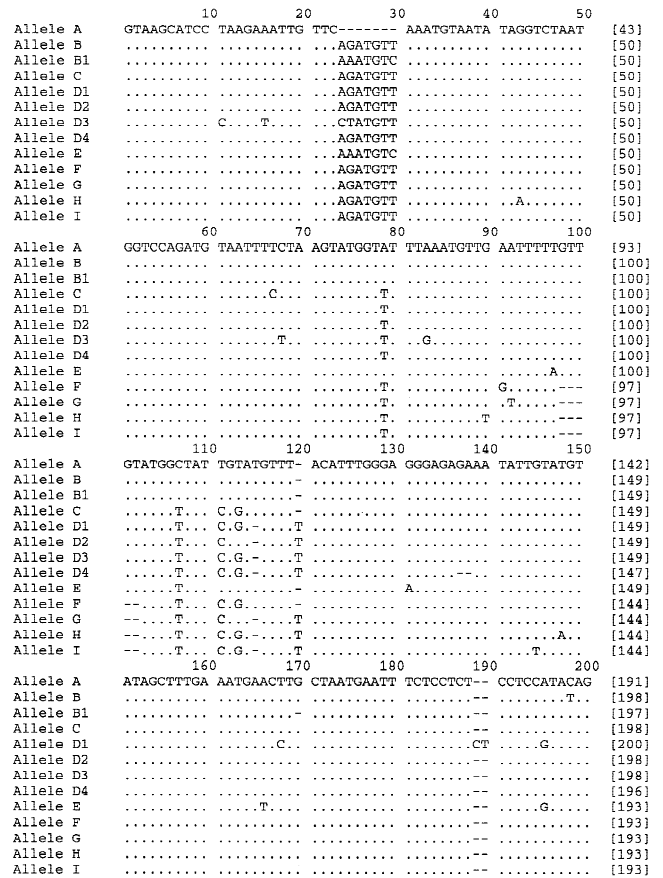 10 20 30 40 50
Allele A GTAAGCATCC TAAGAAATTG TTC------- AAATGTAATA TAGGTCTAAT [43]
Allele B .......... .......... ...AGATGTT .......... .......... [50]
Allele B1 .......... .......... ...AAATGTC .......... .......... [50]
Allele C .......... .......... ...AGATGTT .......... .......... [50]
Allele D1 .......... .......... ...AGATGTT .......... .......... [50]
Allele D2 .......... .......... ...AGATGTT .......... .......... [50]
Allele D3 .......... C....T.... ...CTATGTT .......... .......... [50]
Allele D4 .......... .......... ...AGATGTT .......... .......... [50]
Allele E .......... .......... ...AAATGTC .......... .......... [50]
Allele F .......... .......... ...AGATGTT .......... .......... [50]
Allele G .......... .......... ...AGATGTT .......... .......... [50]
Allele H .......... .......... ...AGATGTT .......... ..A....... [50]
Allele I .......... .......... ...AGATGTT .......... .......... [50]
60 70 80 90 100
Allele A GGTCCAGATG TAATTTTCTA AGTATGGTAT TTAAATGTTG AATTTTTGTT [93]
Allele B .......... .......... .......... .......... .......... [100]
Allele B1 .......... .......... .......... .......... .......... [100]
Allele C .......... ......C... ........T. .......... .......... [100]
Allele D1 .......... .......... ........T. .......... .......... [100]
Allele D2 .......... .......... ........T. .......... .......... [100]
Allele D3 .......... .......T.. ........T. ..G....... .......... [100]
Allele D4 .......... .......... ........T. .......... .......... [100]
Allele E .......... .......... .......... .......... ......A... [100]
Allele F .......... .......... ........T. .......... G......--- [97]
Allele G .......... .......... ........T. .......... .T.....--- [97]
Allele H .......... .......... ........T. .........T .......--- [97]
Allele I .......... .......... ........T. .......... .......--- [97]
110 120 130 140 150
Allele A GTATGGCTAT TGTATGTTT- ACATTTGGGA GGGAGAGAAA TATTGTATGT [142]
Allele B .......... .........- .......... .......... .......... [149]
Allele B1 .......... .........- .......... .......... .......... [149]
Allele C ......T... C.G......- .......... .......... .......... [149]
Allele D1 ......T... C.G.-....T .......... .......... .......... [149]
Allele D2 ......T... C.G.-....T .......... .......... .......... [149]
Allele D3 ......T... C.G.-....T .......... .......... .......... [149]
Allele D4 ......T... C.G.-....T .......... ......--.. .......... [147]
Allele E .......... .........- .......... A......... .......... [149]
Allele F --....T... C.G......- .......... .......... .......... [144]
Allele G --....T... C...-....T .......... .......... .......... [144]
Allele H --....T... C.G.-....T .......... .......... .......A.. [144]
Allele I --....T... C.G.-....T .......... .......... ....T..... [144]
160 170 180 190 200
Allele A ATAGCTTTGA AATGAACTTG CTAATGAATT TCTCCTCT-- CCTCCATACAG [191]
Allele B .......... .......... .......... ........-- ........T.. [198]
Allele B1 .......... .........- .......... ........-- .......... [197]
Allele C .......... .......... .......... ........-- .......... [198]
Allele D1 .......... .......C.. .......... ........CT .....G..... [200]
Allele D2 .......... .......... .......... ........-- .......... [198]
Allele D3 .......... .......... .......... ........-- .......... [198]
Allele D4 .......... .......... .......... ........-- .......... [196]
Allele E .......... .....T.... .......... ........-- .....G..... [193]
Allele F .......... .......... .......... ........-- .......... [193]
Allele G .......... .......... .......... ........-- .......... [193]
Allele H .......... .......... .......... ........-- .......... [193]
Allele I .......... .......... .......... ........-- .......... [193]